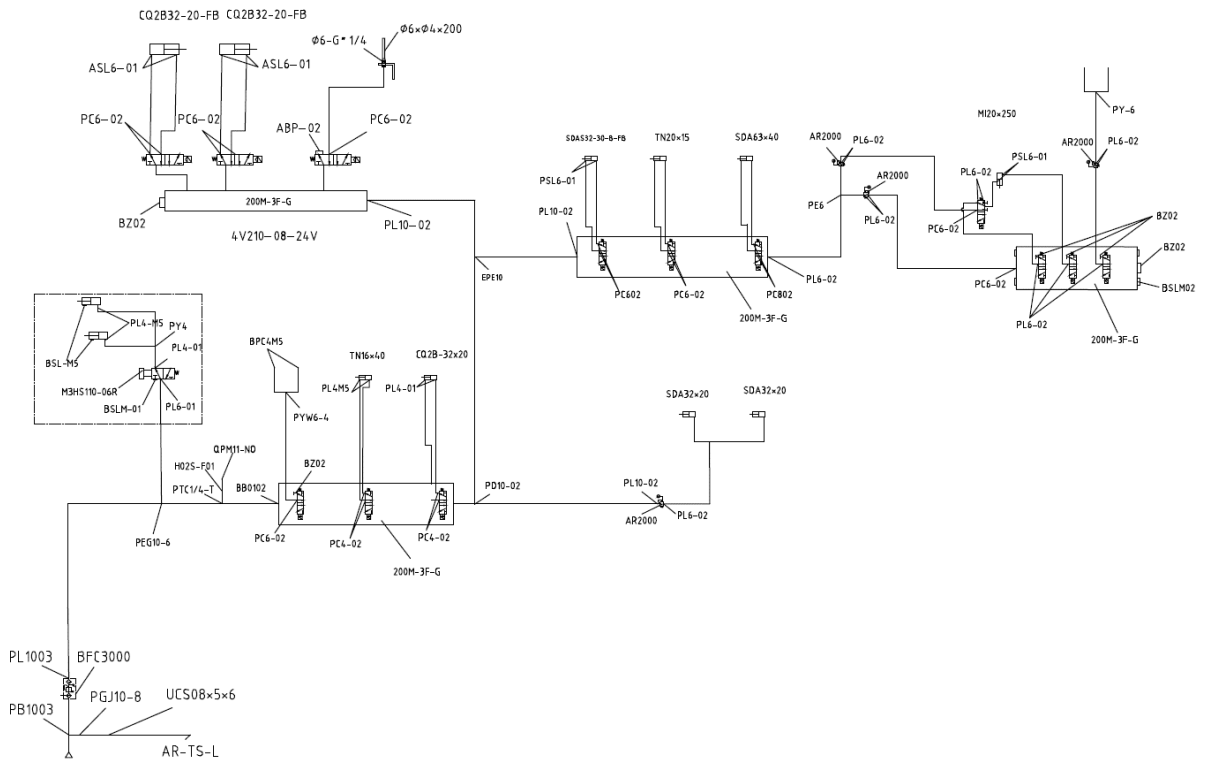 CQ2B32-20-FB CQ2B32-20-FB
Ø6×Ø4×200
Ø6-G"1/4
ASL6-01
ASL6-01
PC6-02
PC6-02
ABP-02
PC6-02
BZ02
200M-3F-G
PL10-02
4V210-08-24V
SDAS32-30-B-FB
TN20×15
SDA63×40
PSL6-01
PL10-02
PC602
PC6-02
PC802
PL6-02
200M-3F-G
EPE10
AR2000
PL6-02
AR2000
PE6
PL6-02
MI20×250
PY-6
AR2000
PL6-02
PSL6-01
PL6-02
PC6-02
BZ02
BZ02
PC6-02
BSLM02
PL6-02
200M-3F-G
PL4-M5
PY4
BSL-M5
PL4-01
M3HS110-06R
BSLM-01
PL6-01
BPC4M5
TN16×40
CQ2B-32×20
PL4M5
PL4-01
PYW6-4
SDA32×20
SDA32×20
QPM11-NO
H02S-F01
PTC1/4-T
BB0102
BZ02
PD10-02
PL10-02
AR2000
PL6-02
PEG10-6
PC6-02
PC4-02
PC4-02
200M-3F-G
PL1003
BFC3000
PGJ10-8
UCS08×5×6
PB1003
AR-TS-L